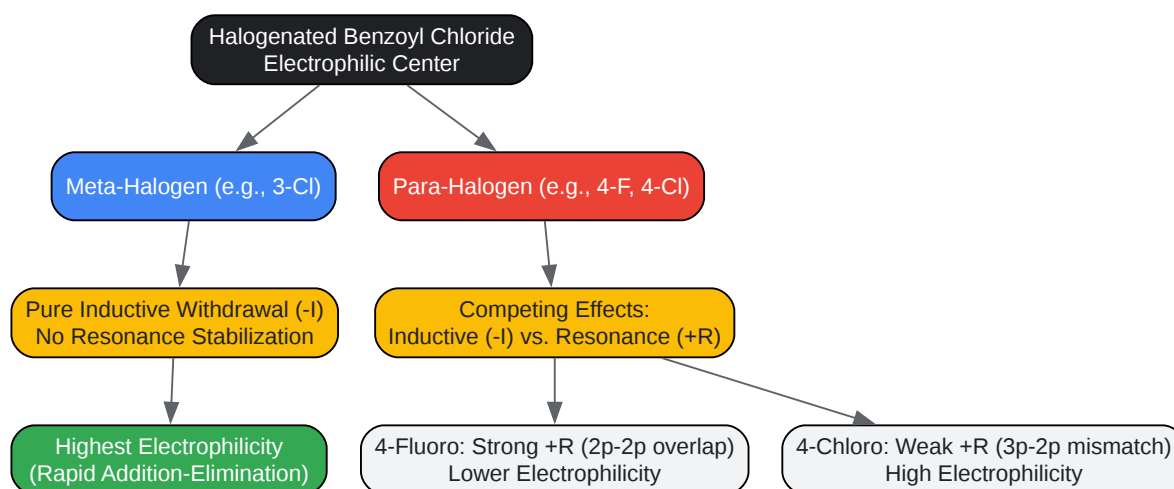 Halogenated Benzoyl Chloride
Electrophilic Center
Meta-Halogen (e.g., 3-Cl)
Para-Halogen (e.g., 4-F, 4-Cl)
Pure Inductive Withdrawal (-I)
No Resonance Stabilization
Competing Effects:
Inductive (-I) vs. Resonance (+R)
Highest Electrophilicity
(Rapid Addition-Elimination)
4-Fluoro: Strong +R (2p-2p overlap)
Lower Electrophilicity
4-Chloro: Weak +R (3p-2p mismatch)
High Electrophilicity